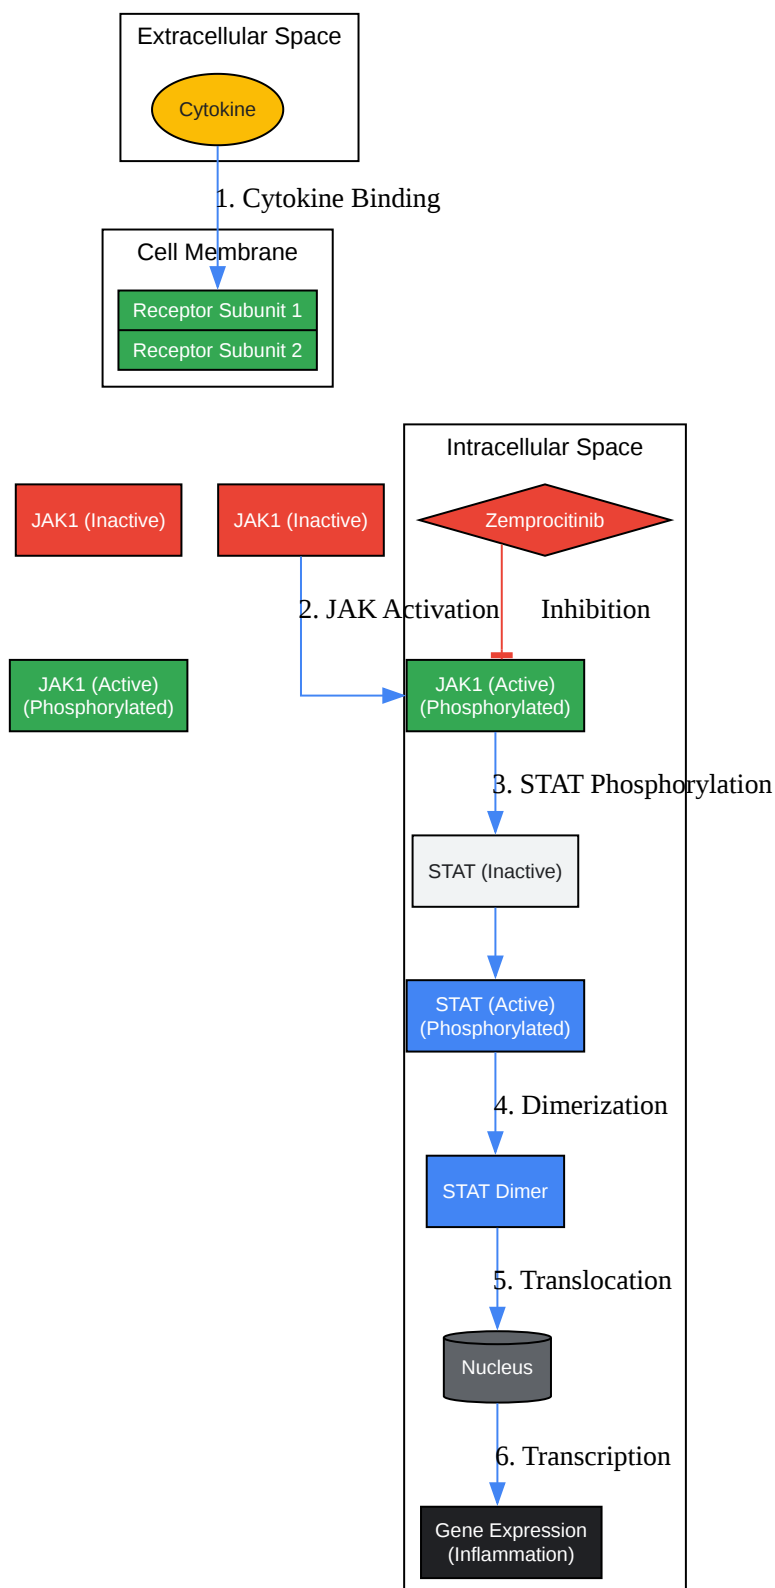 Extracellular Space
Cytokine
1. Cytokine Binding
Cell Membrane
Receptor Subunit 1
Receptor Subunit 2
Intracellular Space
JAK1 (Inactive)
JAK1 (Inactive)
Zemprocitinib
2. JAK Activation
Inhibition
JAK1 (Active)
(Phosphorylated)
JAK1 (Active)
(Phosphorylated)
3. STAT Phosphorylation
STAT (Inactive)
STAT (Active)
(Phosphorylated)
4. Dimerization
STAT Dimer
5. Translocation
Nucleus
6. Transcription
Gene Expression
(Inflammation)